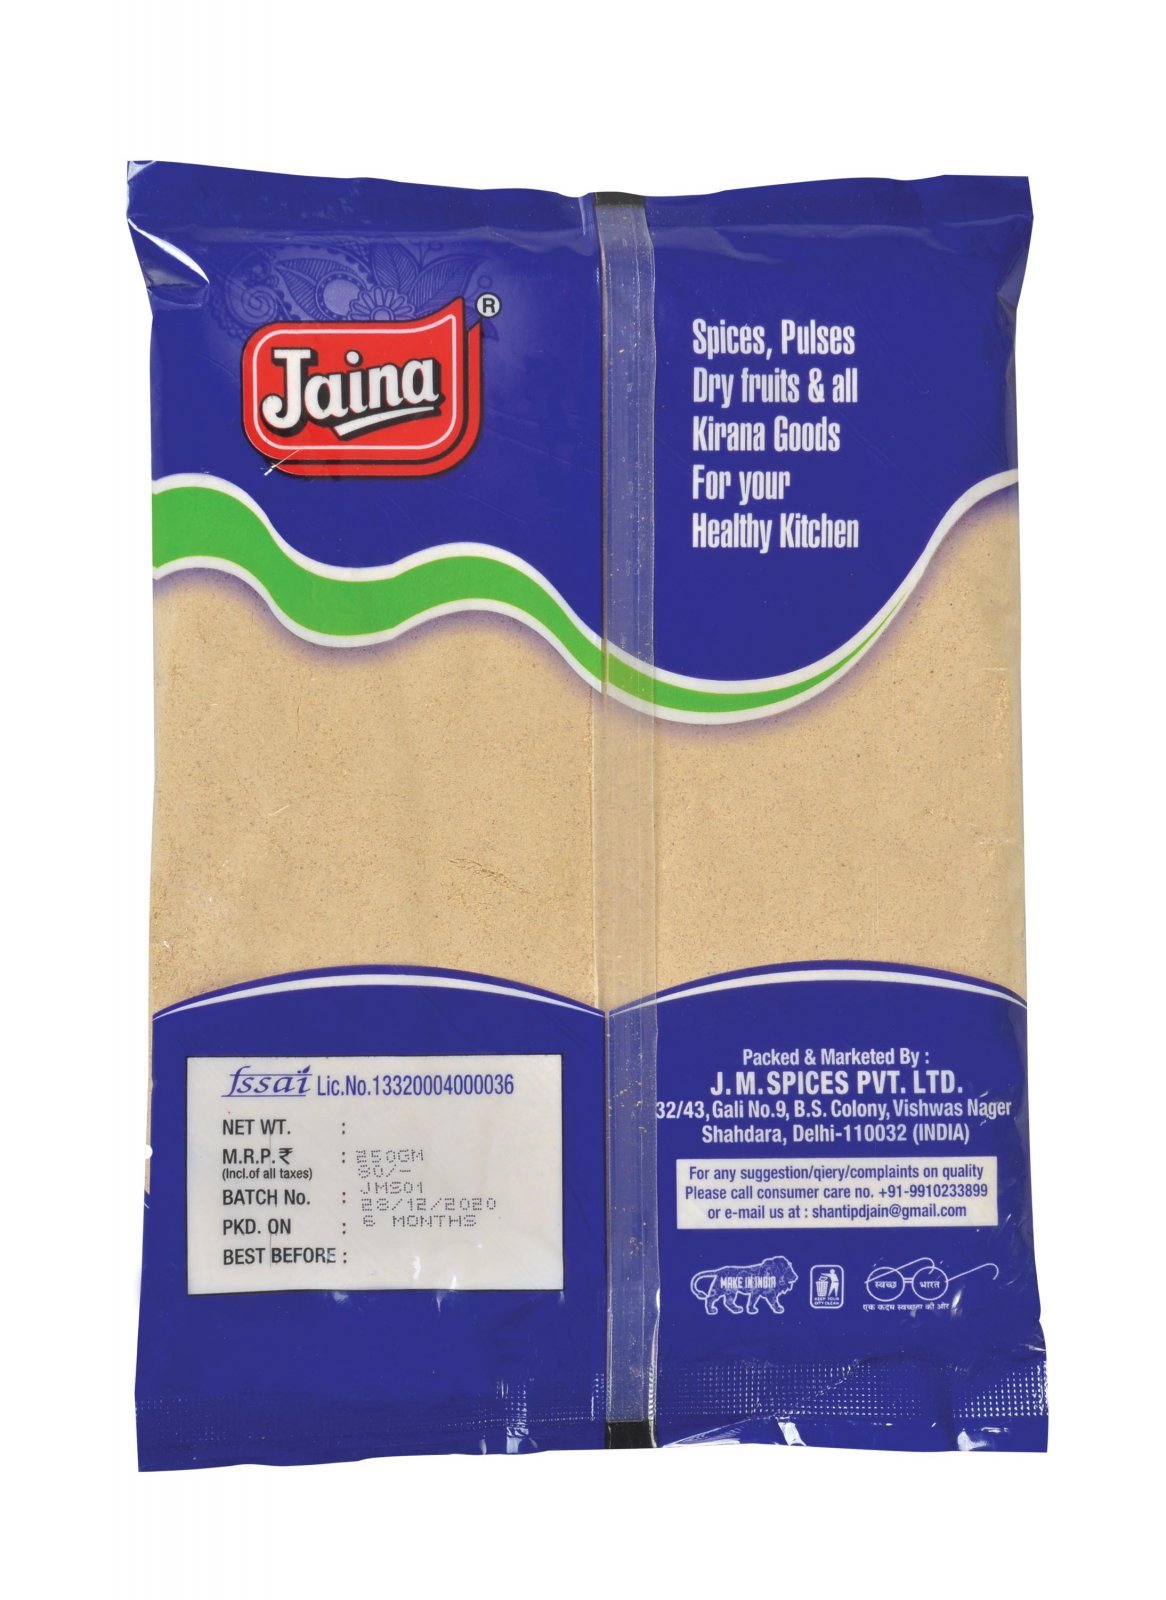 Jaina
®
Spices, Pulses
Dry fruits & all
Kirana Goods
For your
Healthy Kitchen
fssai Lic.No.13320004000036
NET WT. :
M.R.P.₹ : 250GM
(Incl.of all taxes) 80/-
BATCH No. : JMS01
PKD. ON : 28/12/2020
BEST BEFORE : 6 MONTHS
Packed & Marketed By :
J. M. SPICES PVT. LTD.
32/43, Gali No.9, B.S. Colony, Vishwas Nager
Shahdara, Delhi-110032 (INDIA)
For any suggestion/qiery/complaints on quality
Please call consumer care no. +91-9910233899
or e-mail us at : shantipdjain@gmail.com
MAKE IN INDIA
KEEP YOUR
CITY CLEAN
स्वच्छ भारत
एक कदम स्वच्छता की ओर